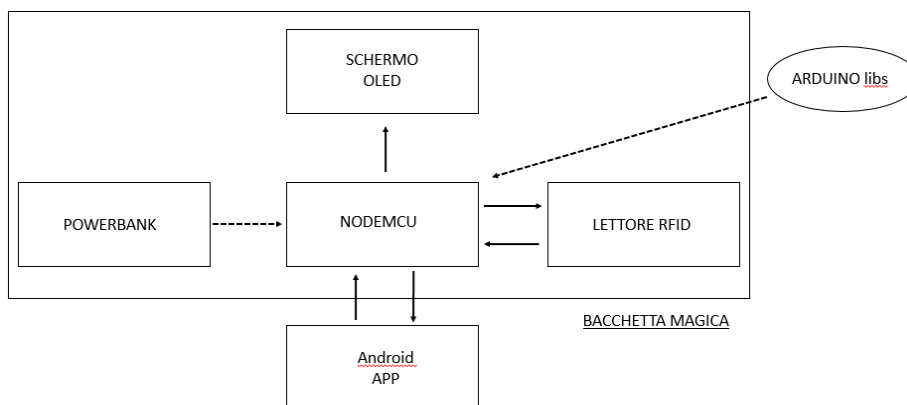 SCHERMO
OLED
ARDUINO libs
POWERBANK
NODEMCU
LETTORE RFID
BACCHETTA MAGICA
Android
APP